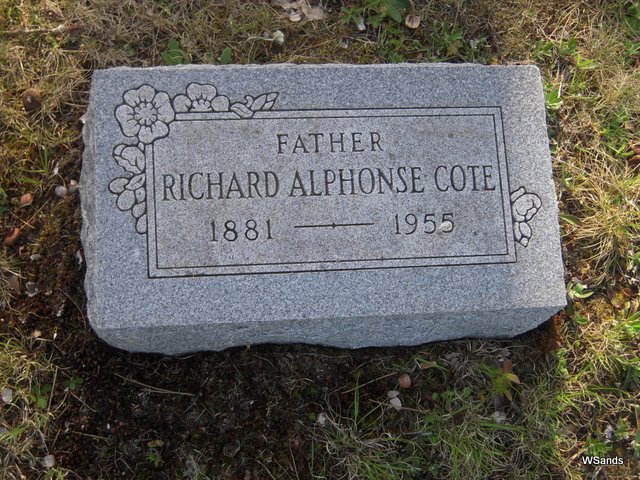 FATHER
RICHARD ALPHONSE COTE
1881 — 1955
WSands